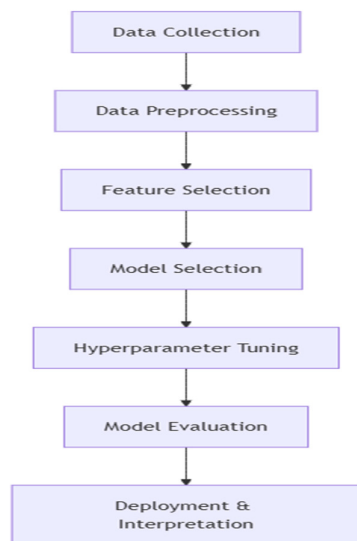 Data Collection
Data Preprocessing
Feature Selection
Model Selection
Hyperparameter Tuning
Model Evaluation
Deployment &
Interpretation